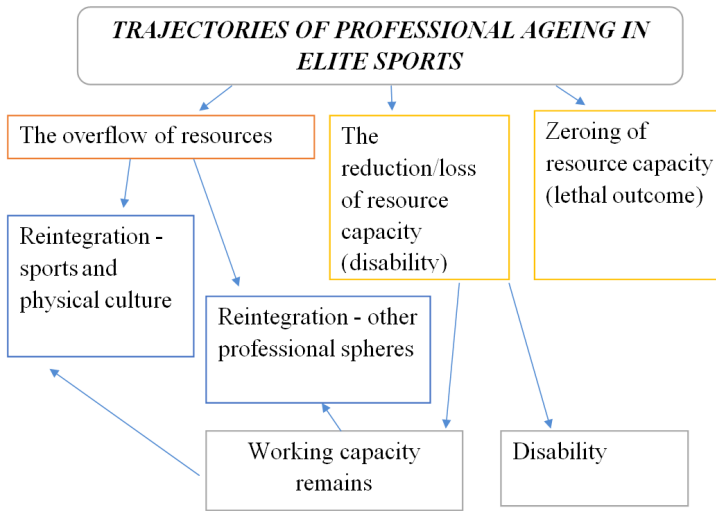 TRAJECTORIES OF PROFESSIONAL AGEING IN
ELITE SPORTS
The overflow of resources
The
reduction/loss
of resource
capacity
(disability)
Zeroing of
resource capacity
(lethal outcome)
Reintegration -
sports and
physical culture
Reintegration - other
professional spheres
Working capacity
remains
Disability